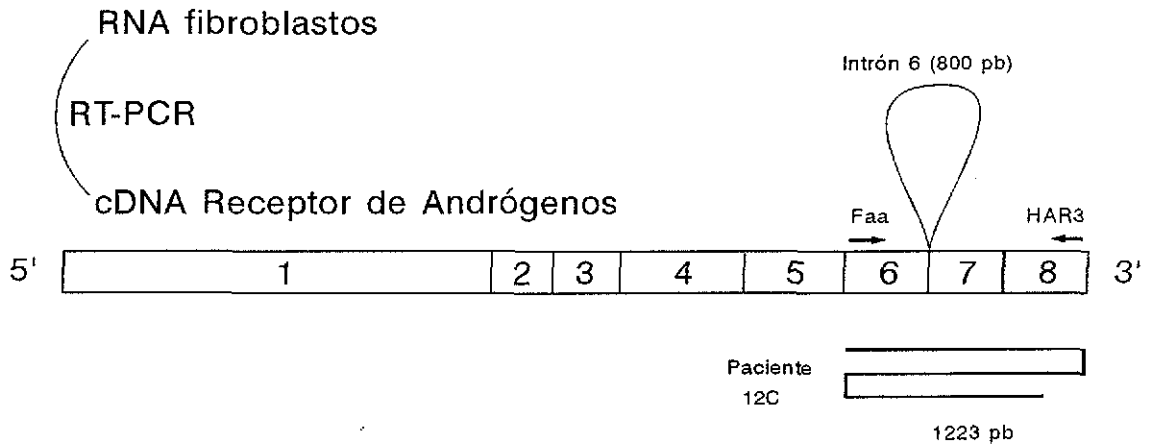 RNA fibroblastos
Intrón 6 (800 pb)
RT-PCR
cDNA Receptor de Andrógenos
Faa HAR3
5' 1 2 3 4 5 6 7 8 3'
Paciente
12C
1223 pb